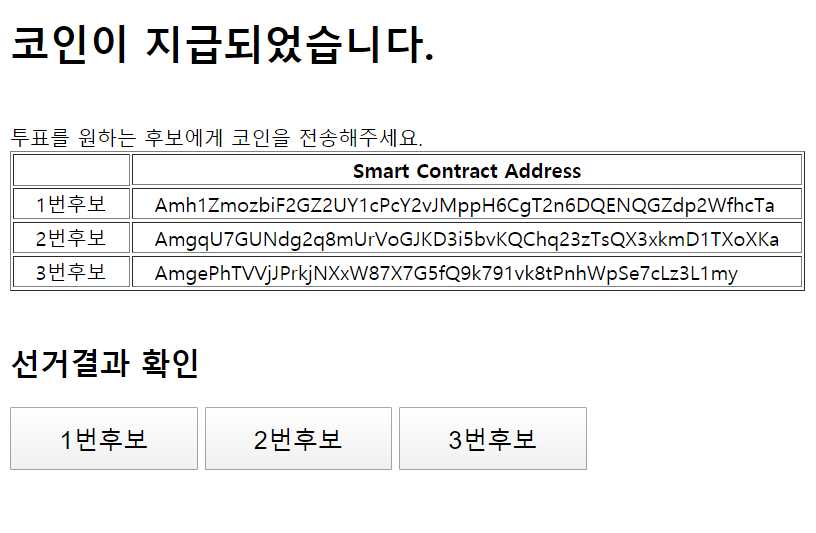 코인이 지급되었습니다.
투표를 원하는 후보에게 코인을 전송해주세요.
Smart Contract Address
1번후보 Amh1ZmozbiF2GZ2UY1cPcY2vJMppH6CgT2n6DQENQGZdp2WfhcTa
2번후보 AmgqU7GUNdg2q8mUrVoGJKD3i5bvKQChq23zTsQX3xkmD1TXoXKa
3번후보 AmgePhTVVjJPrkjNXxW87X7G5fQ9k791vk8tPnhWpSe7cLz3L1my
선거결과 확인
1번후보 2번후보 3번후보